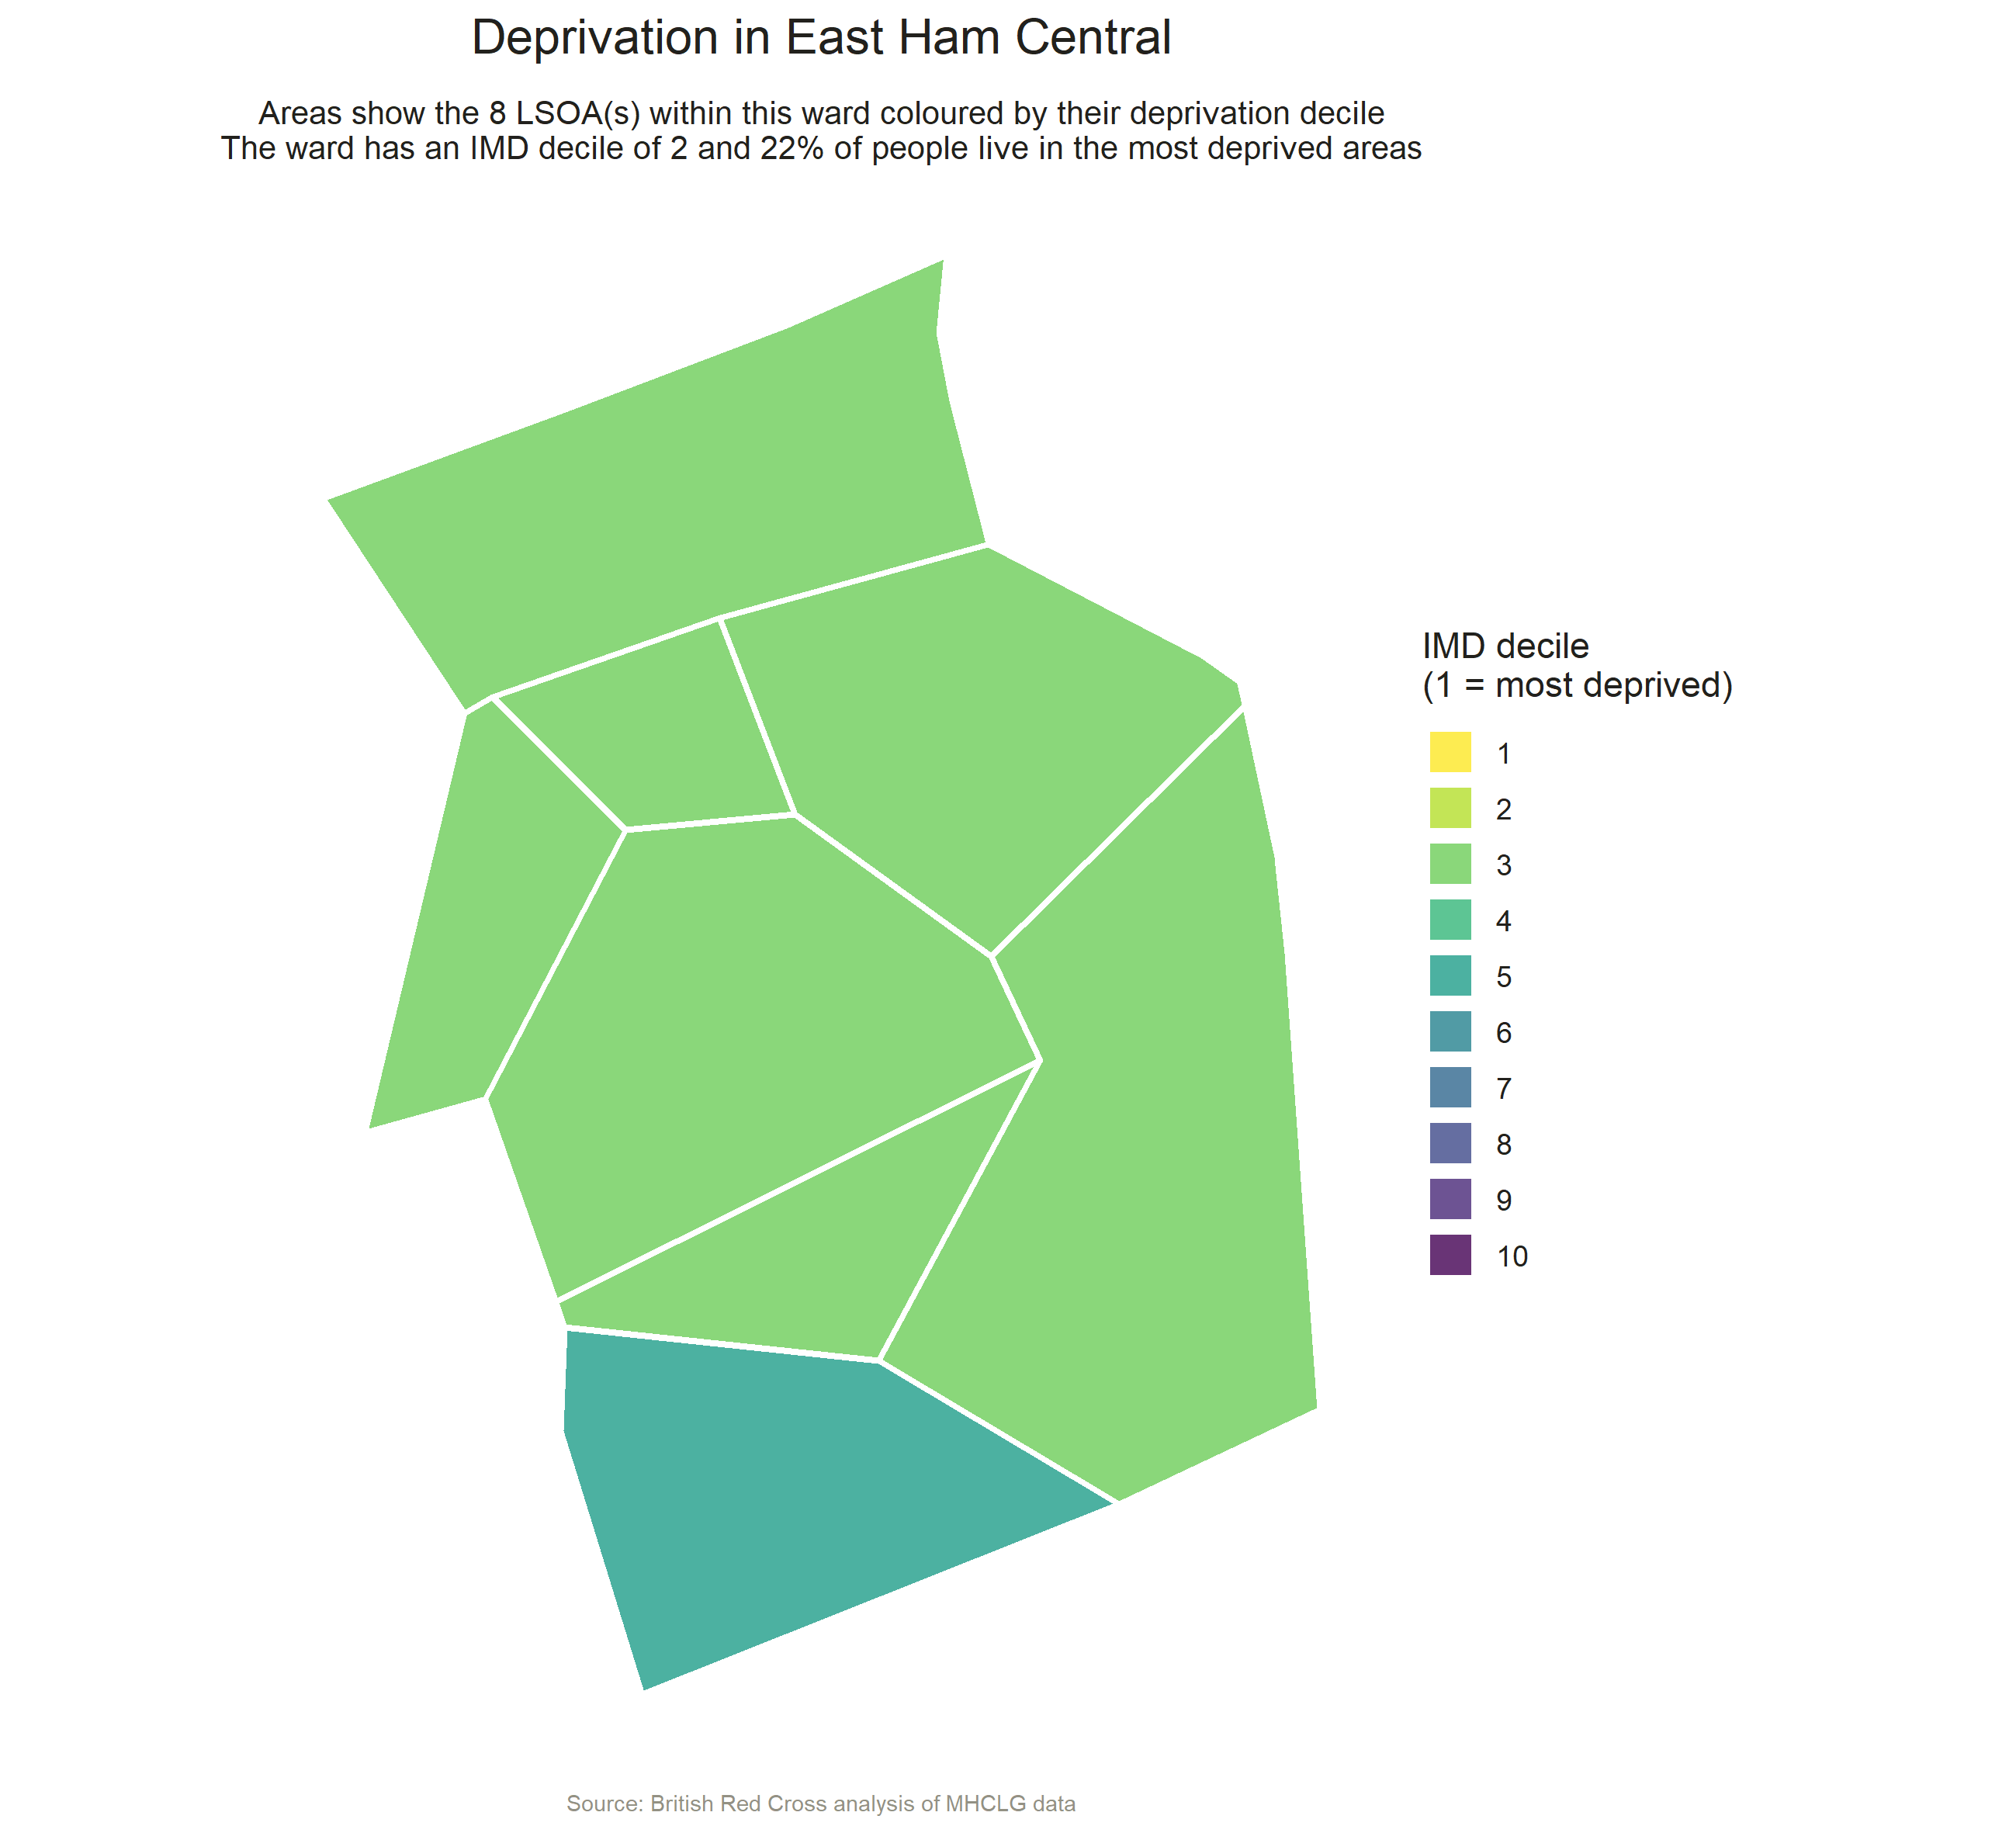 Deprivation in East Ham Central
Areas show the 8 LSOA(s) within this ward coloured by their deprivation decile
The ward has an IMD decile of 2 and 22% of people live in the most deprived areas
IMD decile
(1 = most deprived)
1
2
3
4
5
6
7
8
9
10
Source: British Red Cross analysis of MHCLG data